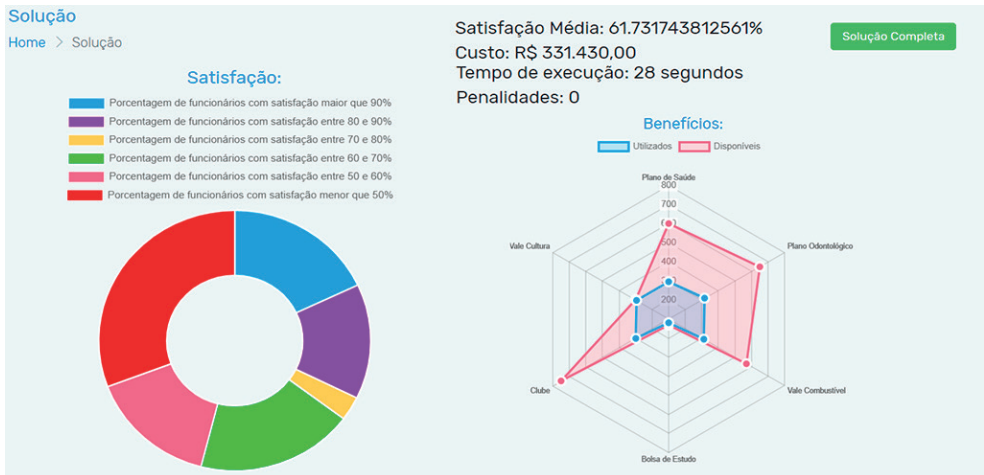 Solução
Home > Solução
Satisfação Média: 61.731743812561%
Custo: R$ 331.430,00
Tempo de execução: 28 segundos
Penalidades: 0
Solução Completa
Satisfação:
Porcentagem de funcionários com satisfação maior que 90%
Porcentagem de funcionários com satisfação entre 80 e 90%
Porcentagem de funcionários com satisfação entre 70 e 80%
Porcentagem de funcionários com satisfação entre 60 e 70%
Porcentagem de funcionários com satisfação entre 50 e 60%
Porcentagem de funcionários com satisfação menor que 50%
Benefícios:
Utilizados Disponíveis
Plano de Saúde
800
700
500
400
200
Vale Cultura
Plano Odontológico
Clube
Vale Combustível
Bolsa de Estudo